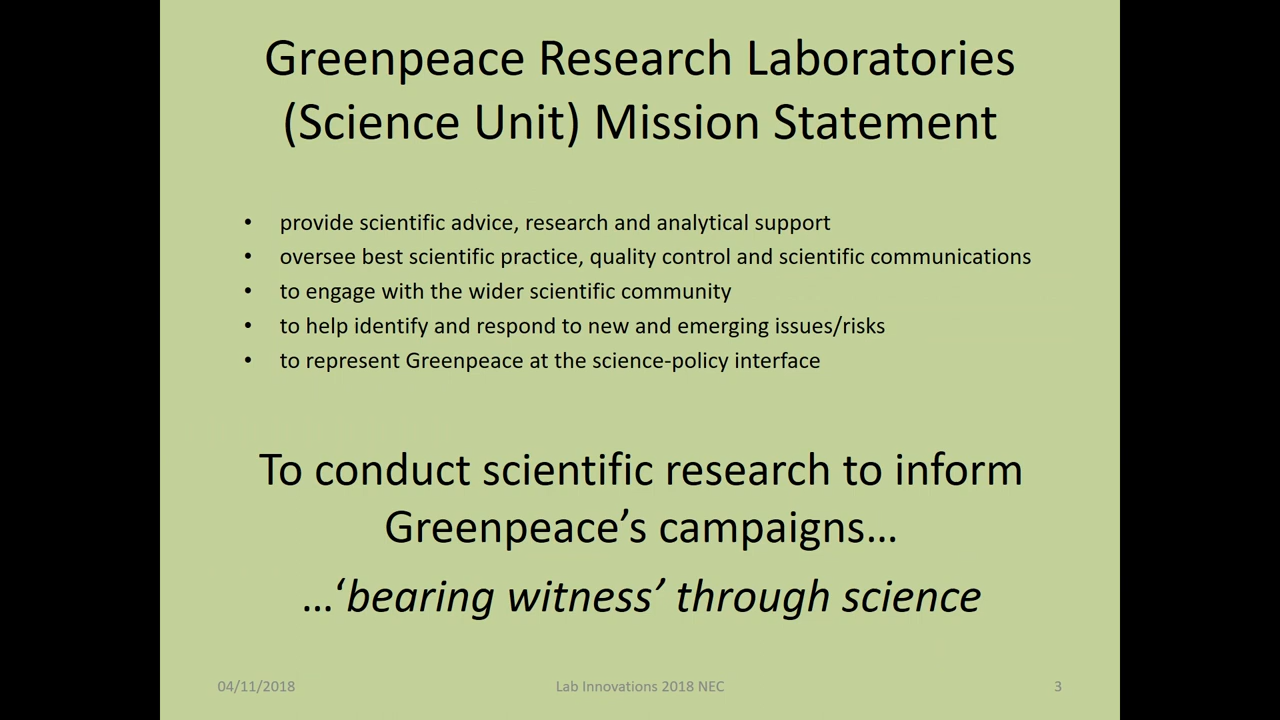 Greenpeace Research Laboratories
(Science Unit) Mission Statement
• provide scientific advice, research and analytical support
• oversee best scientific practice, quality control and scientific communications
• to engage with the wider scientific community
• to help identify and respond to new and emerging issues/risks
• to represent Greenpeace at the science-policy interface
To conduct scientific research to inform
Greenpeace’s campaigns…
…‘bearing witness’ through science
04/11/2018 Lab Innovations 2018 NEC 3